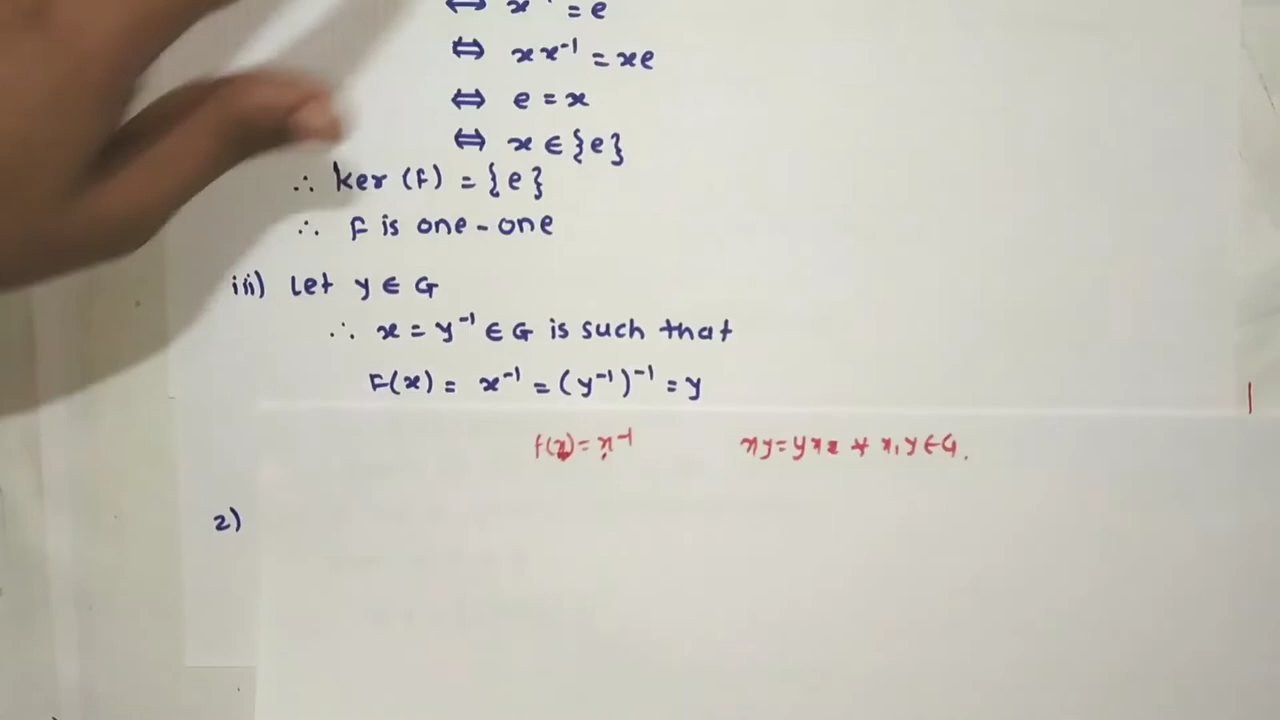 ⇔ x⁻¹ = e
⇔ x x⁻¹ = xe
⇔ e = x
⇔ x ∈ {e}
∴ ker (f) = {e}
∴ f is one-one
iii) Let y ∈ G
∴ x = y⁻¹ ∈ G is such that
F(x) = x⁻¹ = (y⁻¹)⁻¹ = y
f(x) = x⁻¹ xy = yx ∀ x, y ∈ G.
2)